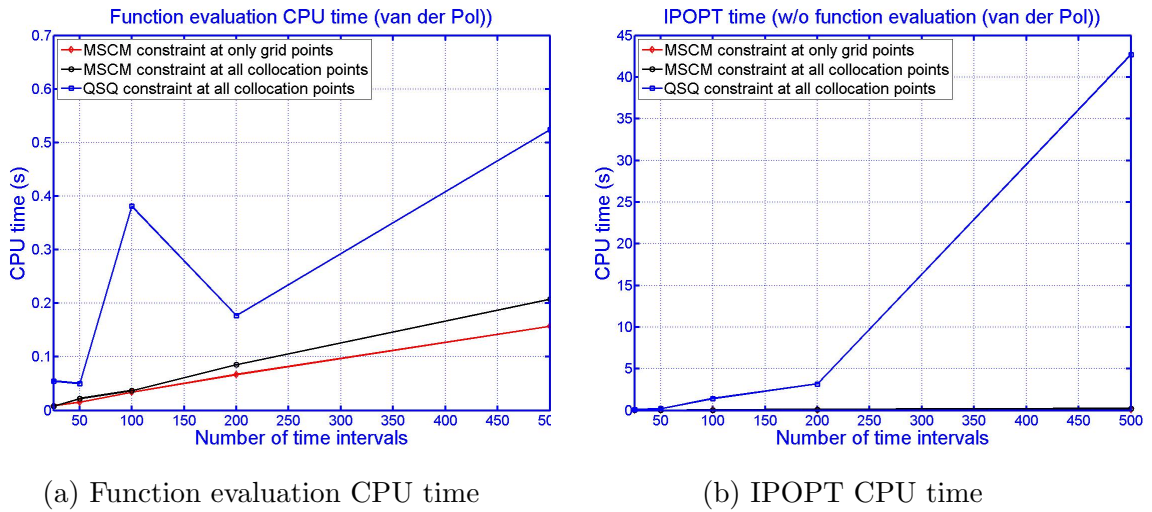 Function evaluation CPU time (van der Pol))
0.7
0.6
0.5
0.4
0.3
0.2
0.1
0
CPU time (s)
MSCM constraint at only grid points
MSCM constraint at all collocation points
QSQ constraint at all collocation points
50 100 150 200 250 300 350 400 450 500
Number of time intervals
(a) Function evaluation CPU time
IPOPT time (w/o function evaluation (van der Pol))
45
40
35
30
25
20
15
10
5
0
CPU time (s)
MSCM constraint at only grid points
MSCM constraint at all collocation points
QSQ constraint at all collocation points
50 100 150 200 250 300 350 400 450 500
Number of time intervals
(b) IPOPT CPU time